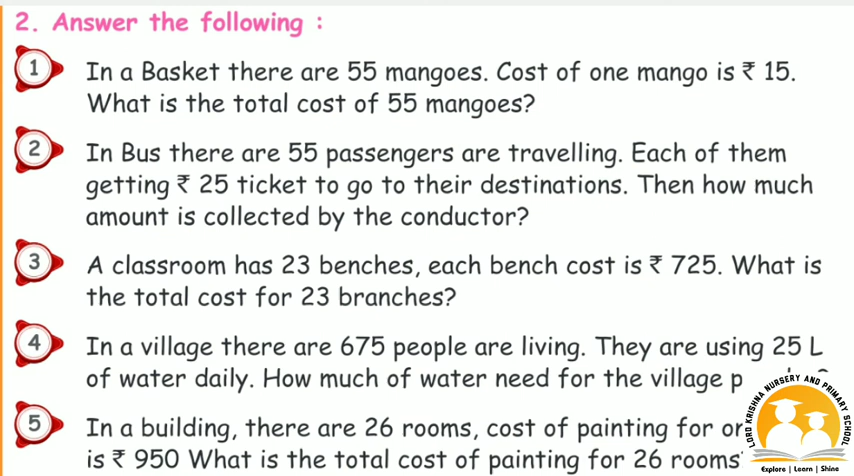 2. Answer the following :
1 In a Basket there are 55 mangoes. Cost of one mango is ₹ 15.
What is the total cost of 55 mangoes?
2 In Bus there are 55 passengers are travelling. Each of them
getting ₹ 25 ticket to go to their destinations. Then how much
amount is collected by the conductor?
3 A classroom has 23 benches, each bench cost is ₹ 725. What is
the total cost for 23 branches?
4 In a village there are 675 people are living. They are using 25 L
of water daily. How much of water need for the village
5 In a building, there are 26 rooms, cost of painting for
is ₹ 950 What is the total cost of painting for 26 rooms
LORD KRISHNA NURSERY AND PRIMARY SCHOOL
Explore | Learn | Shine